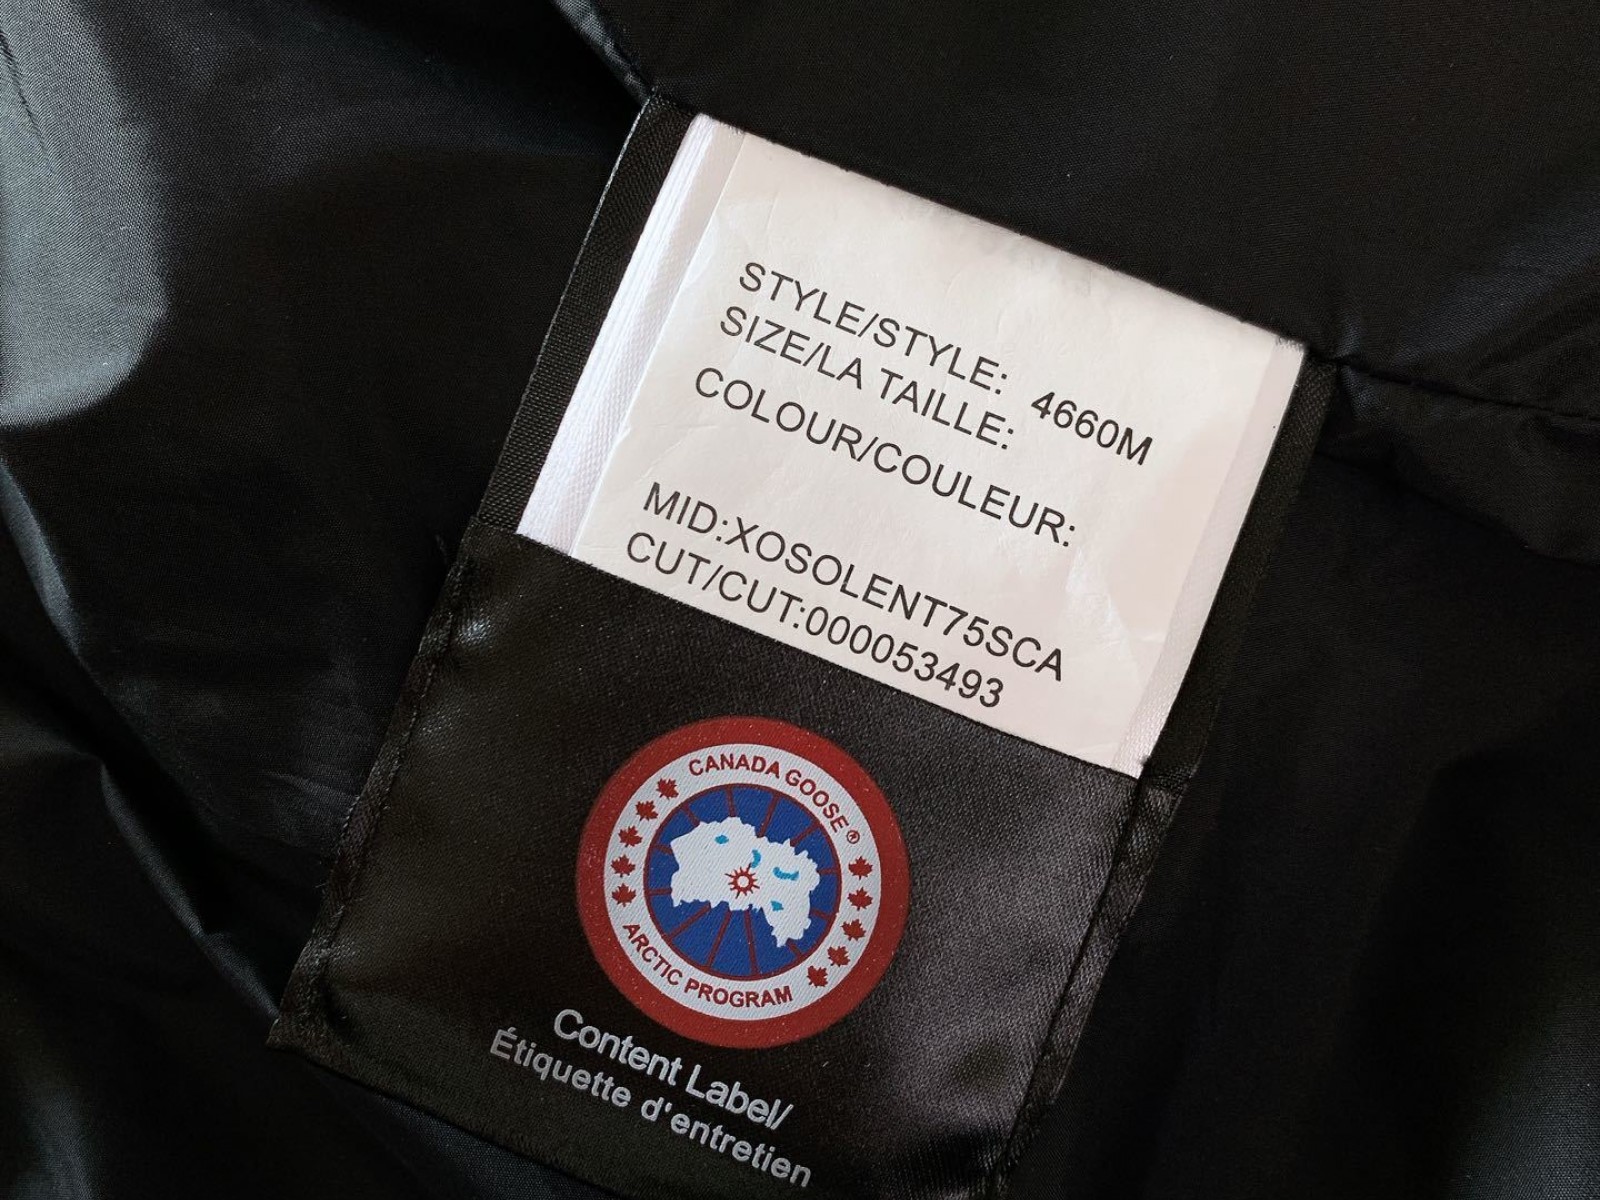 STYLE/STYLE: 4660M
SIZE/LA TAILLE:
COLOUR/COULEUR:
MID:XOSOLENT75SCA
CUT/CUT:000053493
CANADA GOOSE®
ARCTIC PROGRAM
Content Label/
Étiquette d'entretien